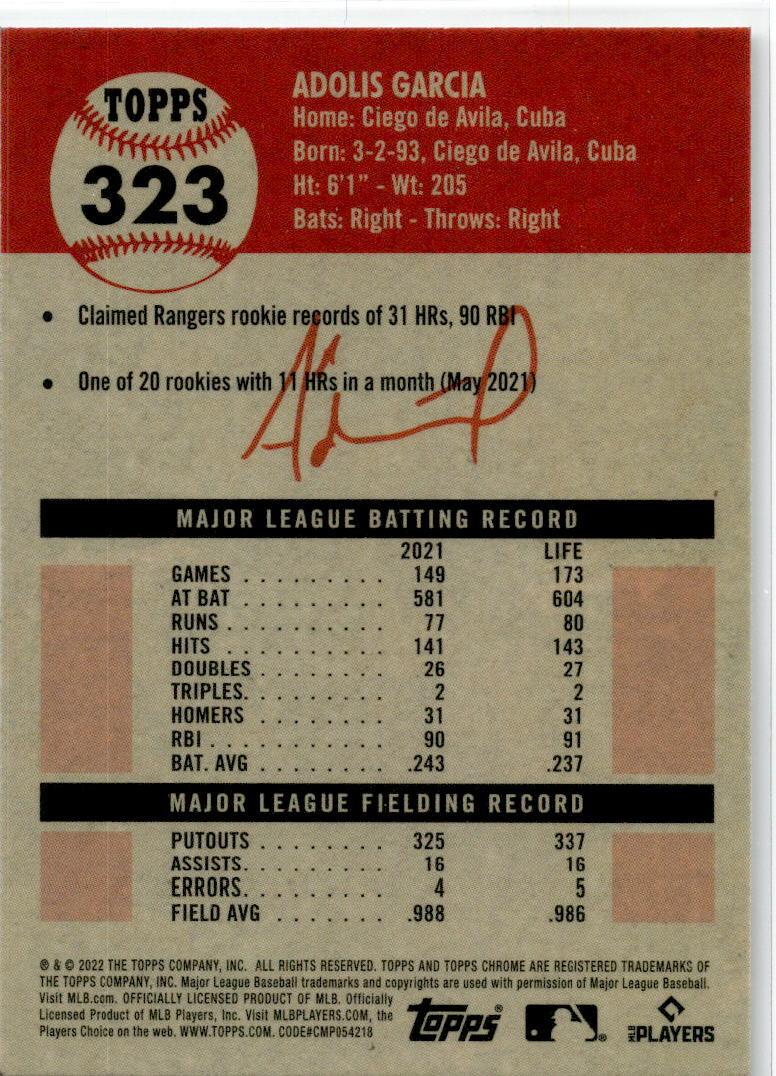 TOPPS
323
ADOLIS GARCIA
Home: Ciego de Avila, Cuba
Born: 3-2-93, Ciego de Avila, Cuba
Ht: 6'1" - Wt: 205
Bats: Right - Throws: Right
• Claimed Rangers rookie records of 31 HRs, 90 RBI
• One of 20 rookies with 11 HRs in a month (May 2021)
MAJOR LEAGUE BATTING RECORD
2021 LIFE
GAMES . . . . . . . . . 149 173
AT BAT . . . . . . . . . 581 604
RUNS . . . . . . . . . . 77 80
HITS . . . . . . . . . . 141 143
DOUBLES . . . . . . . . 26 27
TRIPLES. . . . . . . . . 2 2
HOMERS . . . . . . . . 31 31
RBI . . . . . . . . . . . 90 91
BAT. AVG . . . . . . . . .243 .237
MAJOR LEAGUE FIELDING RECORD
PUTOUTS . . . . . . . . 325 337
ASSISTS. . . . . . . . . 16 16
ERRORS. . . . . . . . . 4 5
FIELD AVG . . . . . . . .988 .986
® & © 2022 THE TOPPS COMPANY, INC. ALL RIGHTS RESERVED. TOPPS AND TOPPS CHROME ARE REGISTERED TRADEMARKS OF
THE TOPPS COMPANY, INC. Major League Baseball trademarks and copyrights are used with permission of Major League Baseball.
Visit MLB.com. OFFICIALLY LICENSED PRODUCT OF MLB. Officially
Licensed Product of MLB Players, Inc. Visit MLBPLAYERS.COM, the
Players Choice on the web. WWW.TOPPS.COM. CODE#CMP054218
Topps®
MLB PLAYERS